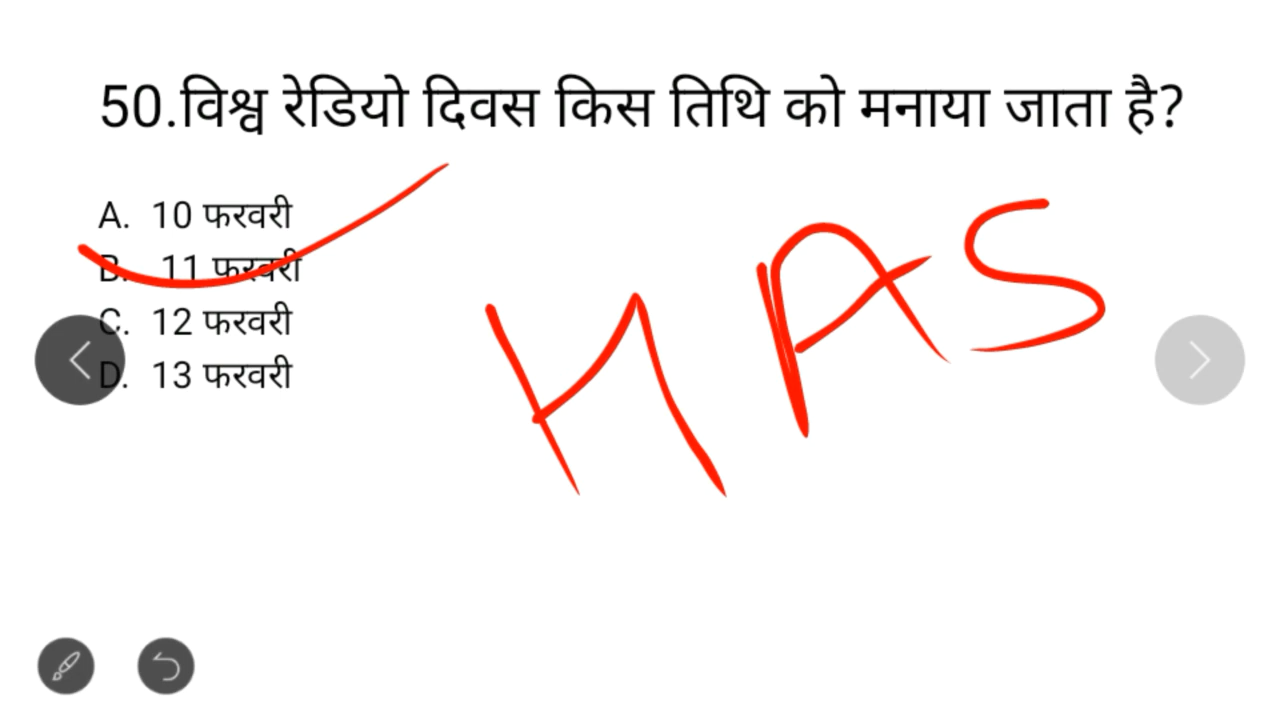 50.विश्व रेडियो दिवस किस तिथि को मनाया जाता है?
A. 10 फरवरी
B. 11 फरवरी
C. 12 फरवरी
D. 13 फरवरी
HAS